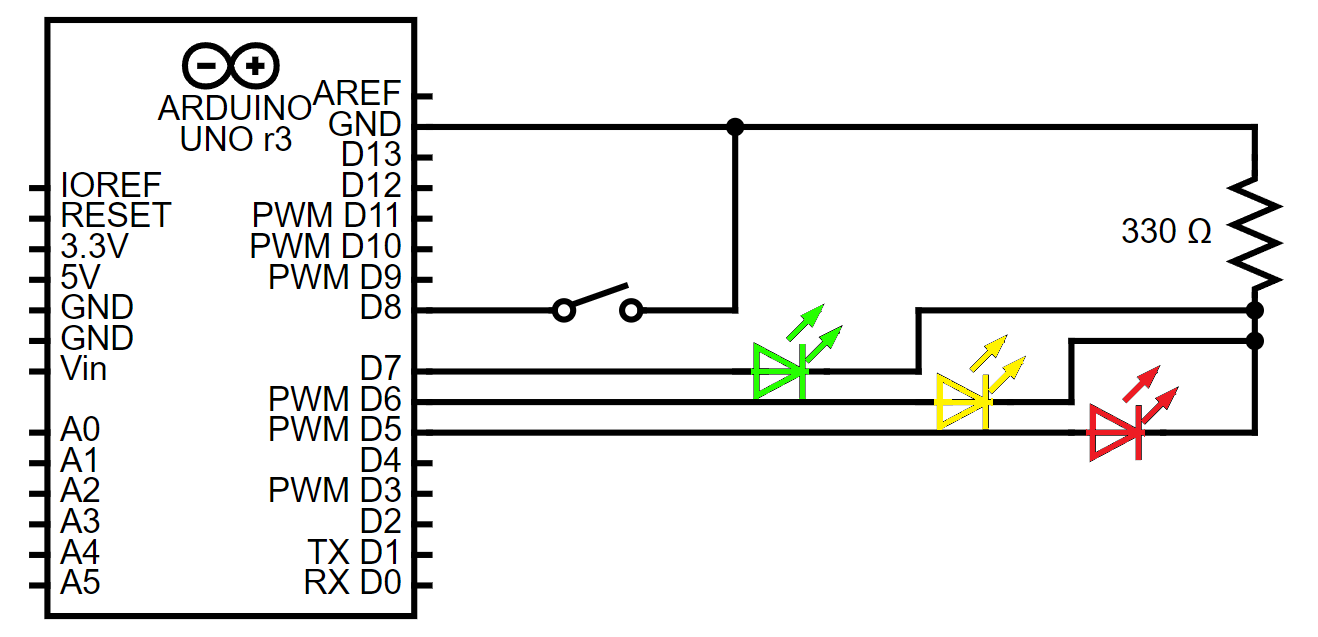 ARDUINO
UNO r3
AREF
GND
D13
IOREF
D12
RESET
PWM D11
3.3V
PWM D10
5V
PWM D9
GND
D8
GND
Vin
D7
PWM D6
A0
PWM D5
A1
D4
A2
PWM D3
A3
D2
A4
TX D1
A5
RX D0
330 Ω